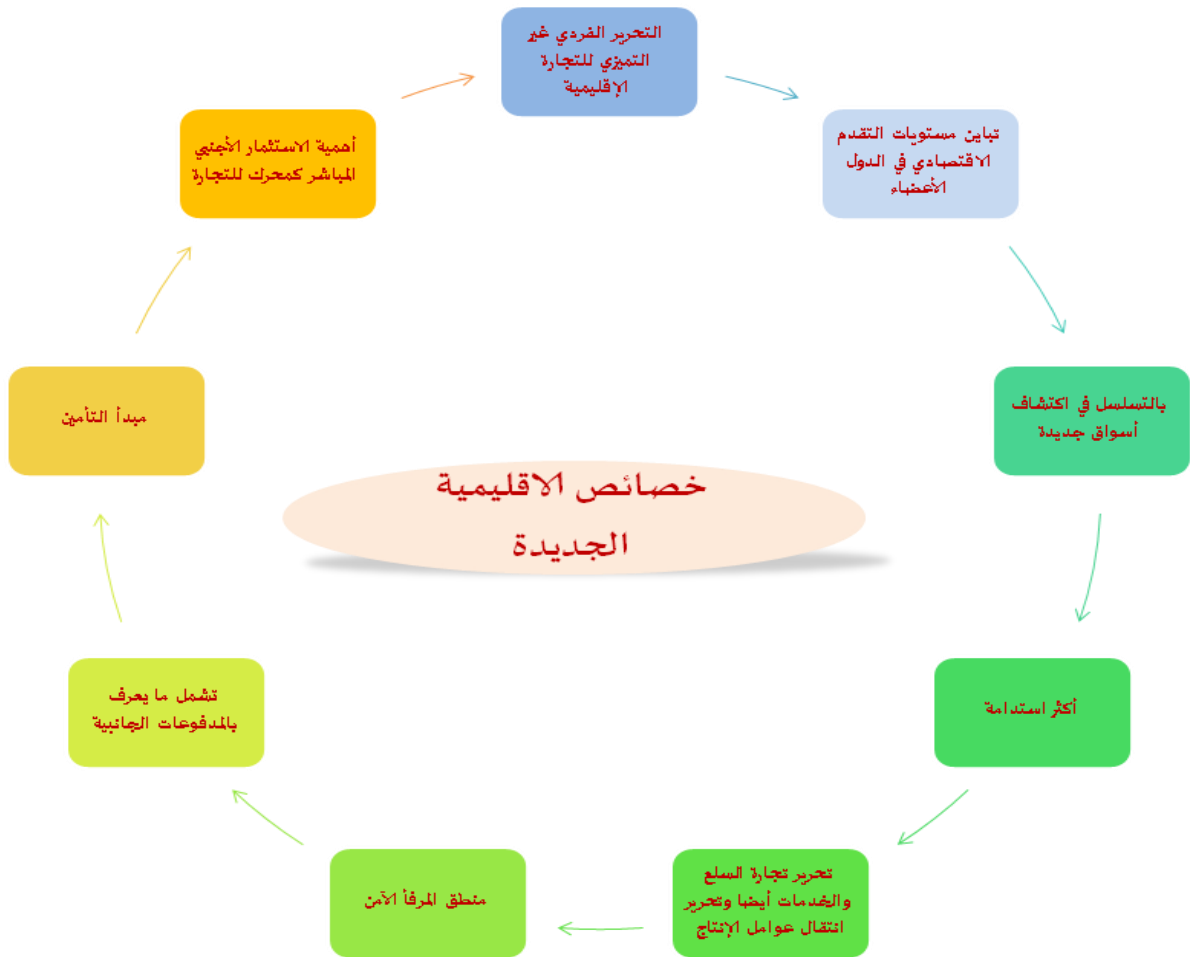 التحرير الفردي غير
التميزي للتجارة
الإقليمية
تباين مستويات التقدم
الاقتصادي في الدول
الأعضاء
بالتسلسل في اكتشاف
أسواق جديدة
أكثر استدامة
تحرير تجارة السلع
والخدمات أيضا وتحرير
انتقال عوامل الإنتاج
منطق المرفأ الآمن
تشمل ما يعرف
بالمدفوعات الجانبية
مبدأ التأمين
أهمية الاستثمار الأجنبي
المباشر كمحرك للتجارة
خصائص الاقليمية
الجديدة